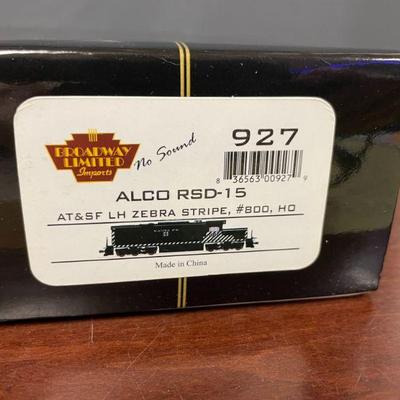 BROADWAY
LIMITED
Imports
No Sound
927
8 36563 00927 9
ALCO RSD-15
AT&SF LH ZEBRA STRIPE, #800, HO
Made in China